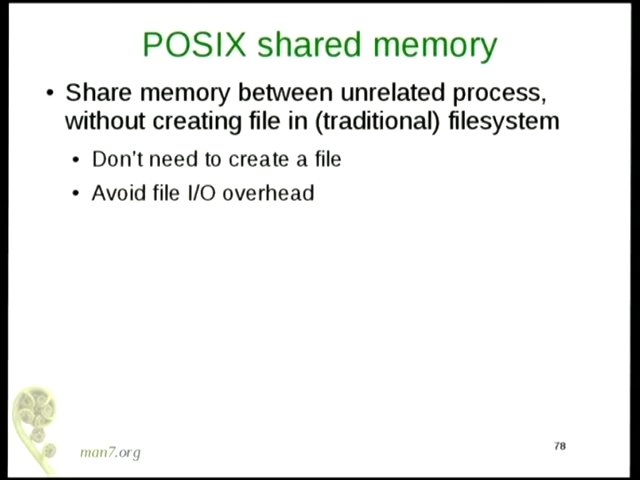 POSIX shared memory
• Share memory between unrelated process,
without creating file in (traditional) filesystem
• Don't need to create a file
• Avoid file I/O overhead
man7.org
78